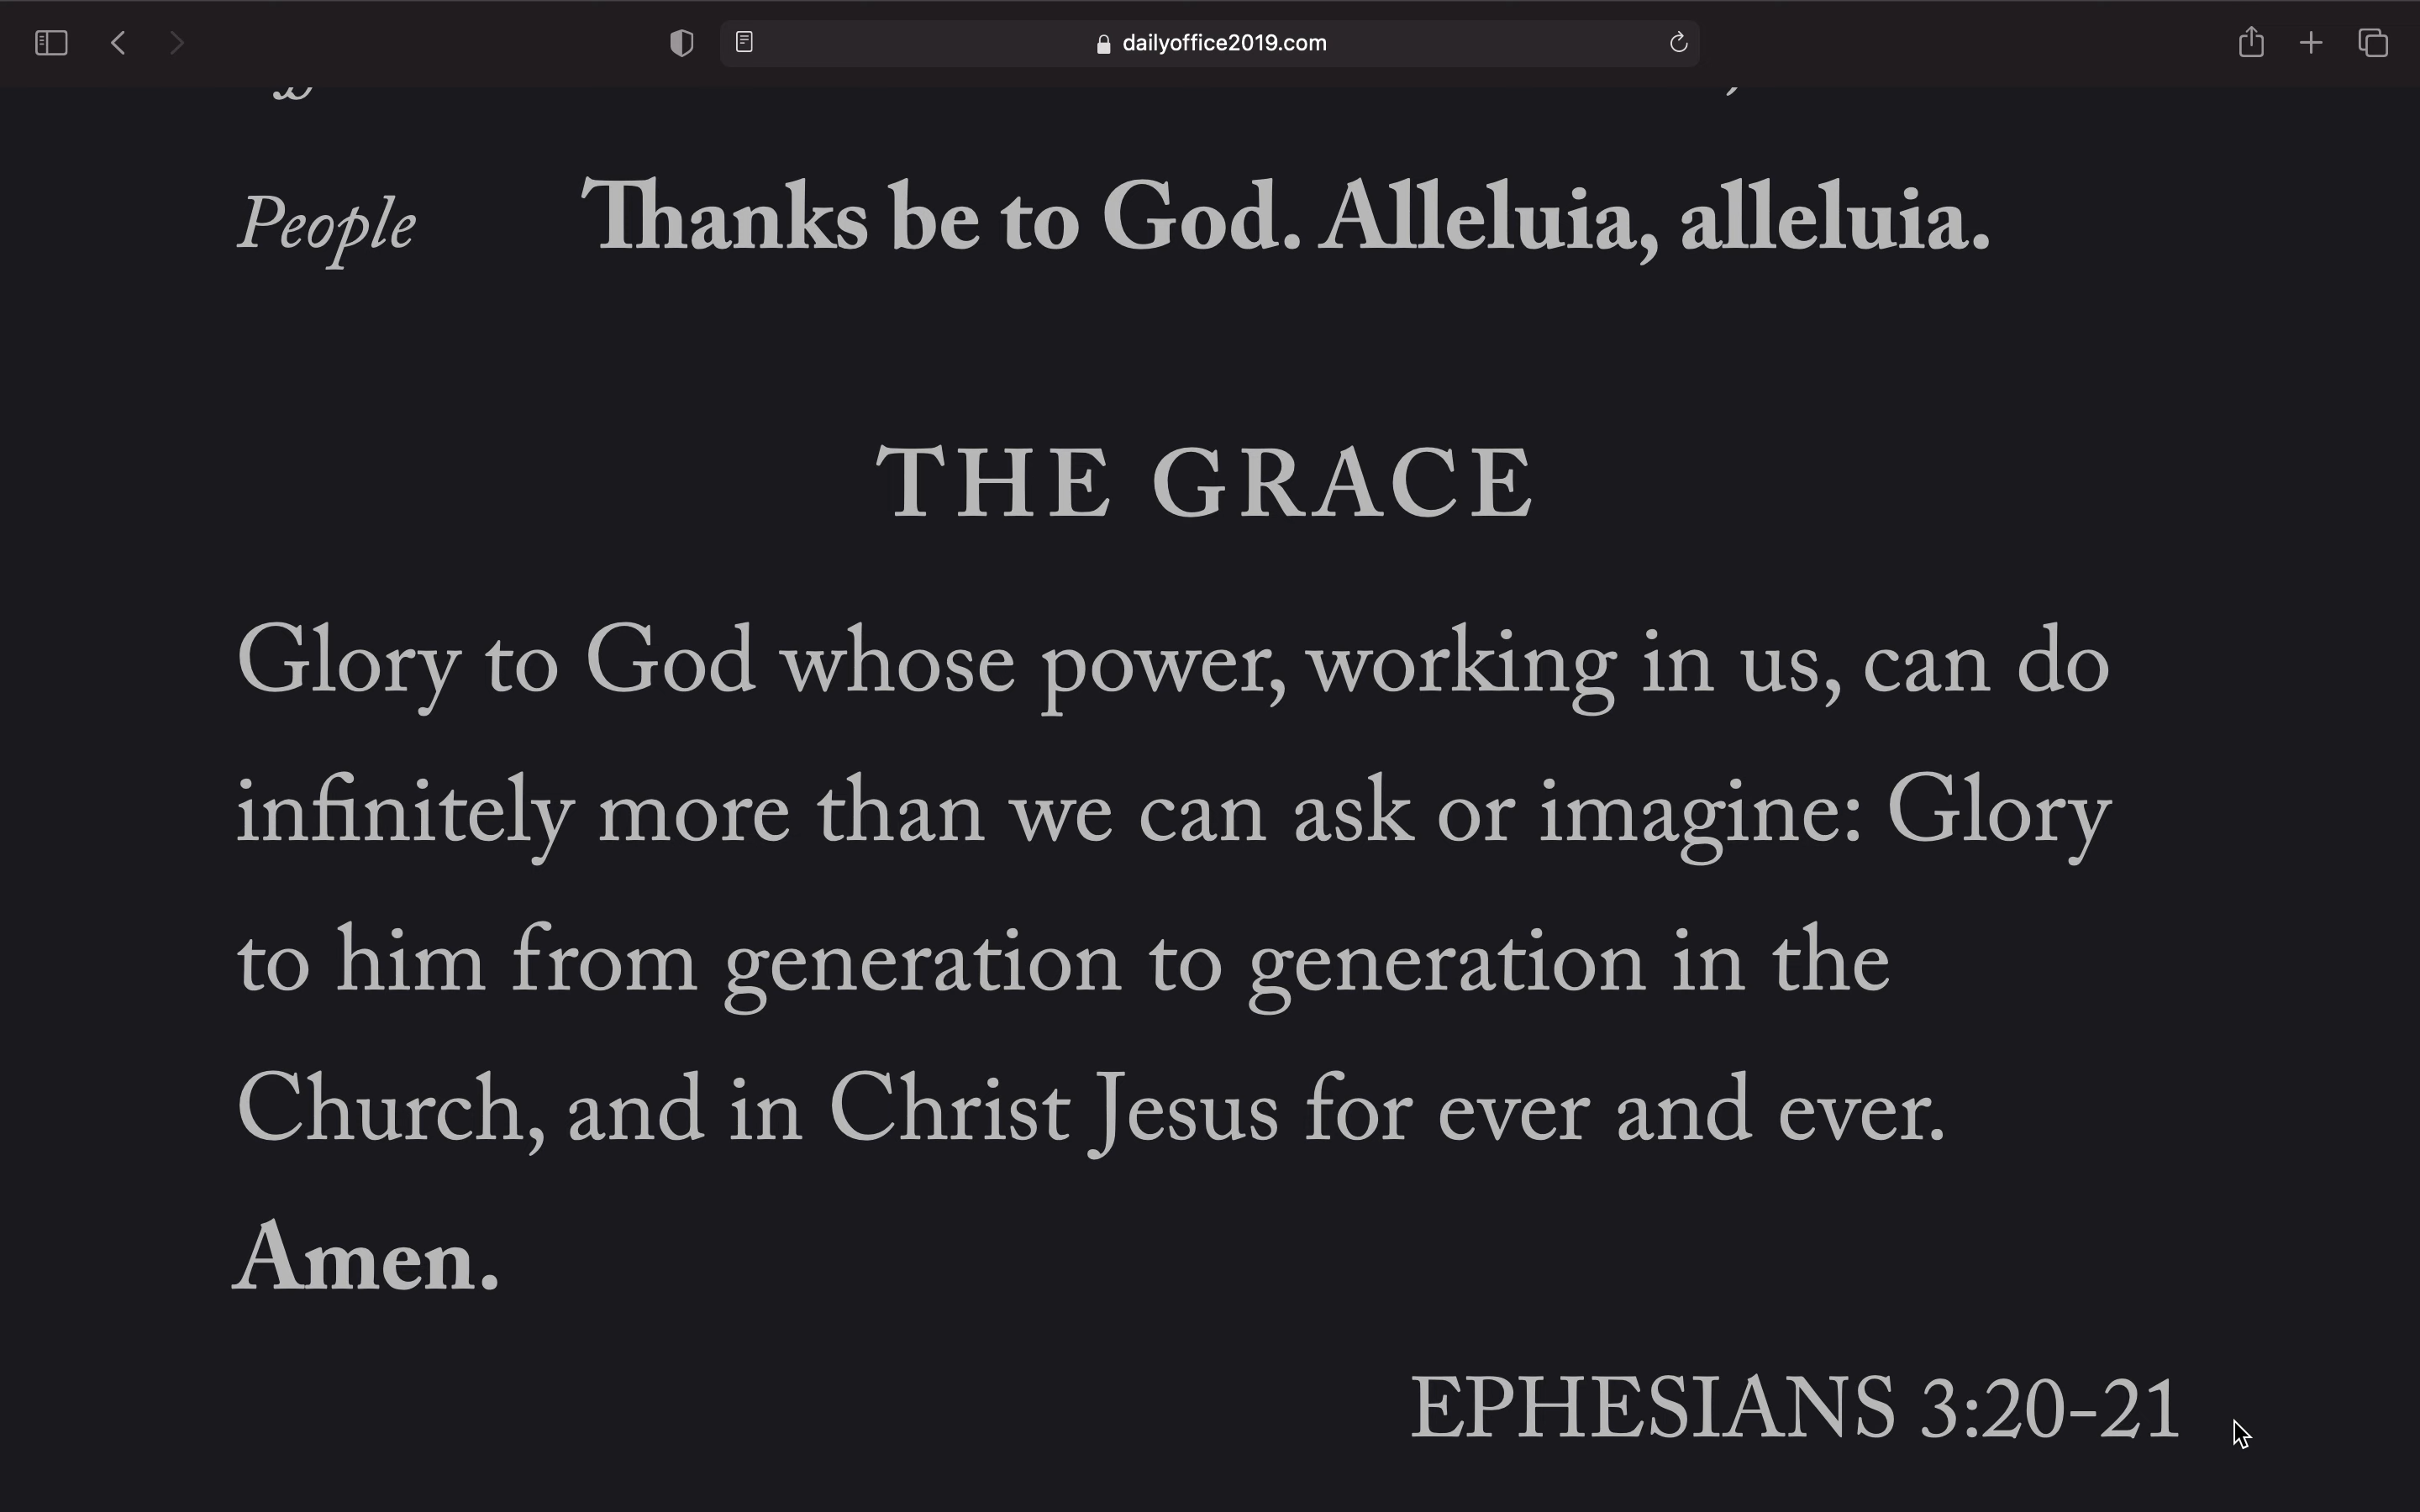 dailyoffice2019.com
People Thanks be to God. Alleluia, alleluia.
THE GRACE
Glory to God whose power, working in us, can do
infinitely more than we can ask or imagine: Glory
to him from generation to generation in the
Church, and in Christ Jesus for ever and ever.
Amen.
EPHESIANS 3:20–21